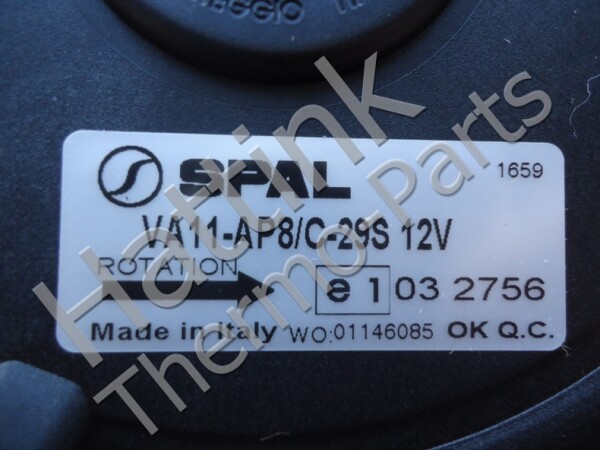 SPAL
1659
VA11-AP8/C-29S 12V
ROTATION
e 1 03 2756
Made in italy WO:01146085 OK Q.C.
Hattink
Thermo-Parts